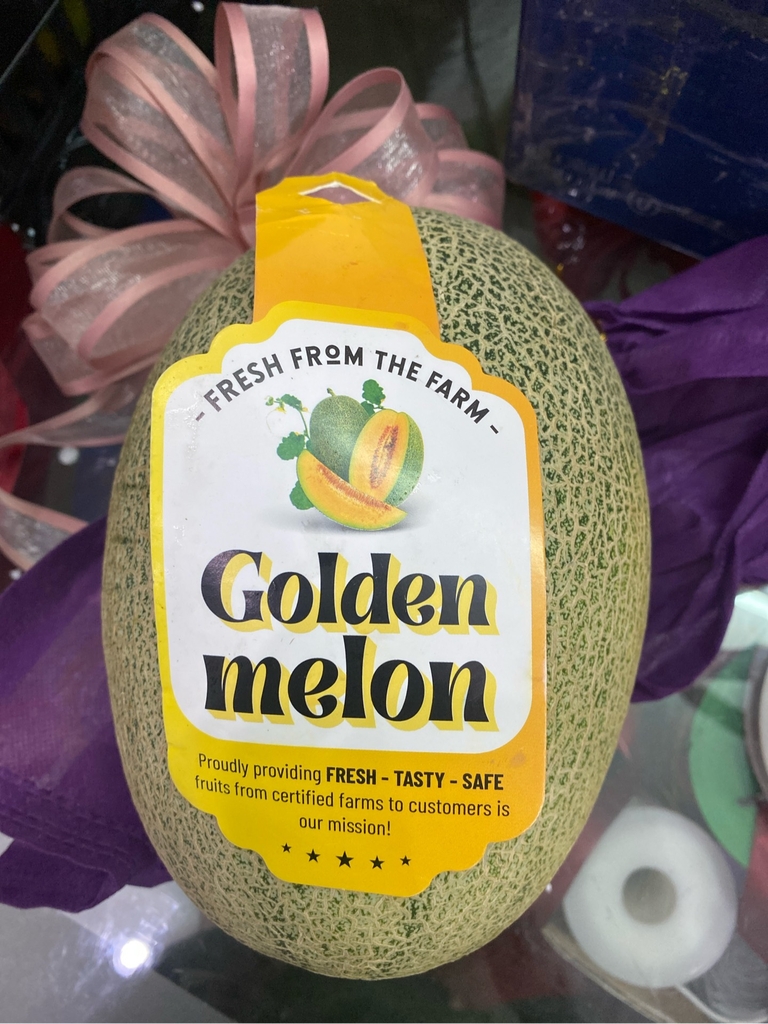 - FRESH FROM THE FARM -
Golden
melon
Proudly providing FRESH - TASTY - SAFE
fruits from certified farms to customers is
our mission!